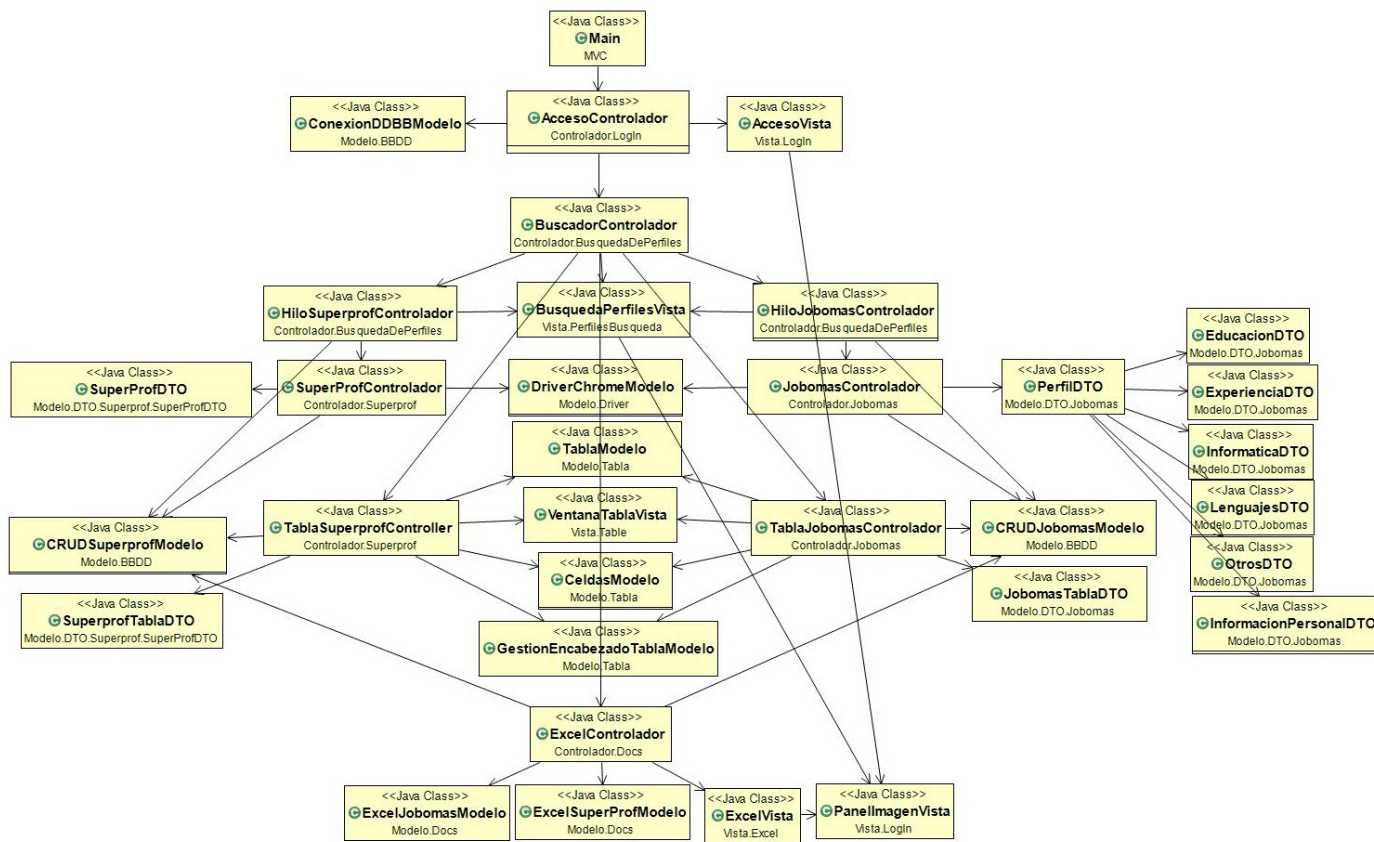 <<Java Class>>
Main
MVC
<<Java Class>>
ConexionDDBBModelo
Modelo.BBDD
<<Java Class>>
AccesoControlador
Controlador.LogIn
<<Java Class>>
AccesoVista
Vista.LogIn
<<Java Class>>
BuscadorControlador
Controlador.BusquedaDePerfiles
<<Java Class>>
HiloSuperprofControlador
Controlador.BusquedaDePerfiles
<<Java Class>>
BusquedaPerfilesVista
Vista.PerfilesBusqueda
<<Java Class>>
HiloJobomasControlador
Controlador.BusquedaDePerfiles
<<Java Class>>
EducacionDTO
Modelo.DTO.Jobomas
<<Java Class>>
SuperProfDTO
Modelo.DTO.Superprof.SuperProfDTO
<<Java Class>>
SuperProfControlador
Controlador.Superprof
<<Java Class>>
DriverChromeModelo
Modelo.Driver
<<Java Class>>
JobomasControlador
Controlador.Jobomas
<<Java Class>>
PerfilDTO
Modelo.DTO.Jobomas
<<Java Class>>
ExperienciaDTO
Modelo.DTO.Jobomas
<<Java Class>>
TablaModelo
Modelo.Tabla
<<Java Class>>
InformaticaDTO
Modelo.DTO.Jobomas
<<Java Class>>
LenguajesDTO
Modelo.DTO.Jobomas
<<Java Class>>
CRUDSuperprofModelo
Modelo.BBDD
<<Java Class>>
TablaSuperprofController
Controlador.Superprof
<<Java Class>>
VentanaTablaVista
Vista.Table
<<Java Class>>
TablaJobomasControlador
Controlador.Jobomas
<<Java Class>>
CRUDJobomasModelo
Modelo.BBDD
<<Java Class>>
OtrosDTO
Modelo.DTO.Jobomas
<<Java Class>>
CeldasModelo
Modelo.Tabla
<<Java Class>>
JobomasTablaDTO
Modelo.DTO.Jobomas
<<Java Class>>
SuperprofTablaDTO
Modelo.DTO.Superprof.SuperProfDTO
<<Java Class>>
InformacionPersonalDTO
Modelo.DTO.Jobomas
<<Java Class>>
GestionEncabezadoTablaModelo
Modelo.Tabla
<<Java Class>>
ExcelControlador
Controlador.Docs
<<Java Class>>
ExcelJobomasModelo
Modelo.Docs
<<Java Class>>
ExcelSuperProfModelo
Modelo.Docs
<<Java Class>>
ExcelVista
Vista.Excel
<<Java Class>>
PanelImagenVista
Vista.LogIn